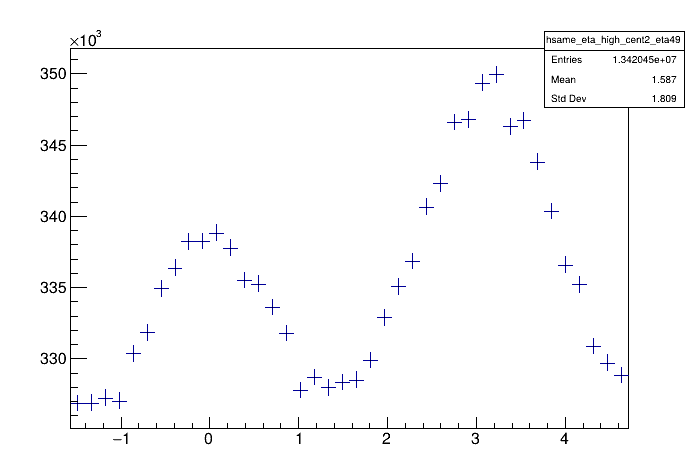 ×10³
hsame_eta_high_cent2_eta49
Entries 1.342045e+07
Mean 1.587
Std Dev 1.809
350
345
340
335
330
−1 0 1 2 3 4